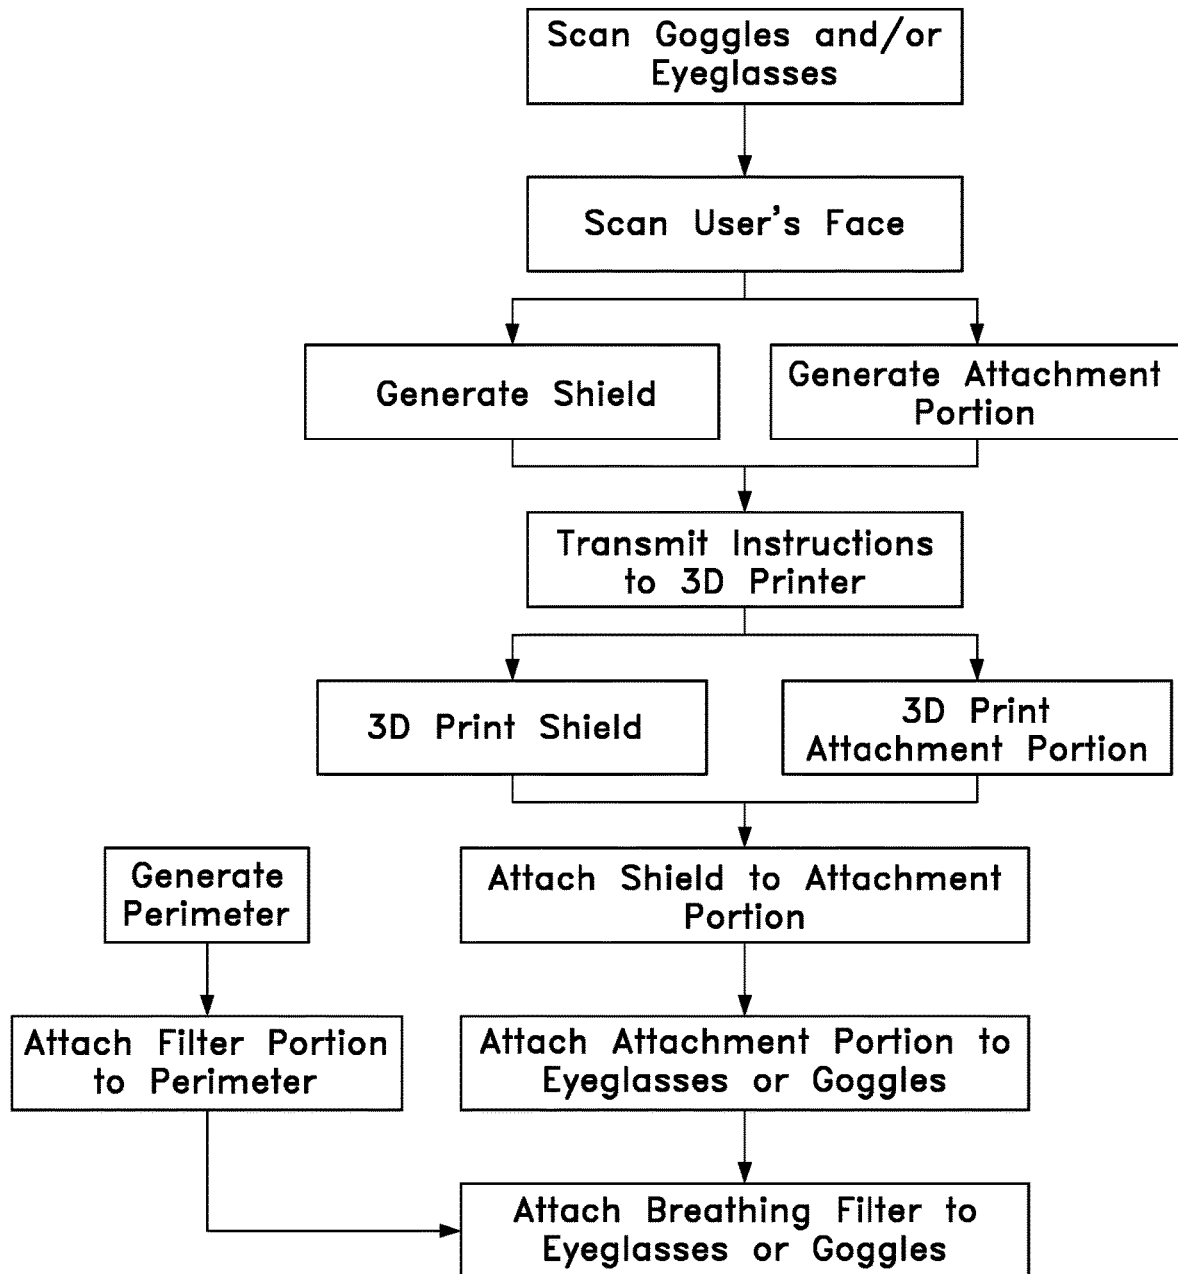 Scan Goggles and/or
Eyeglasses
Scan User's Face
Generate Shield
Generate Attachment
Portion
Transmit Instructions
to 3D Printer
3D Print Shield
3D Print
Attachment Portion
Generate
Perimeter
Attach Shield to Attachment
Portion
Attach Filter Portion
to Perimeter
Attach Attachment Portion to
Eyeglasses or Goggles
Attach Breathing Filter to
Eyeglasses or Goggles